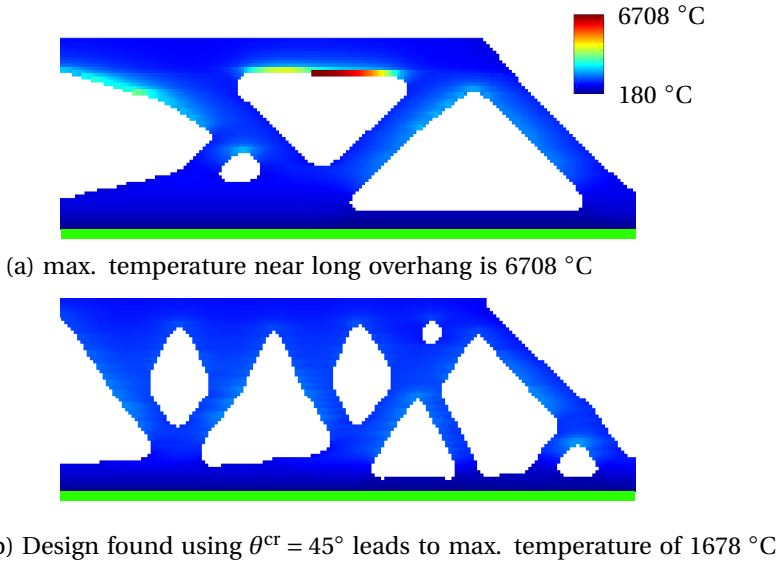 6708 °C
180 °C
(a) max. temperature near long overhang is 6708 °C
) Design found using θᶜʳ = 45° leads to max. temperature of 1678 °C